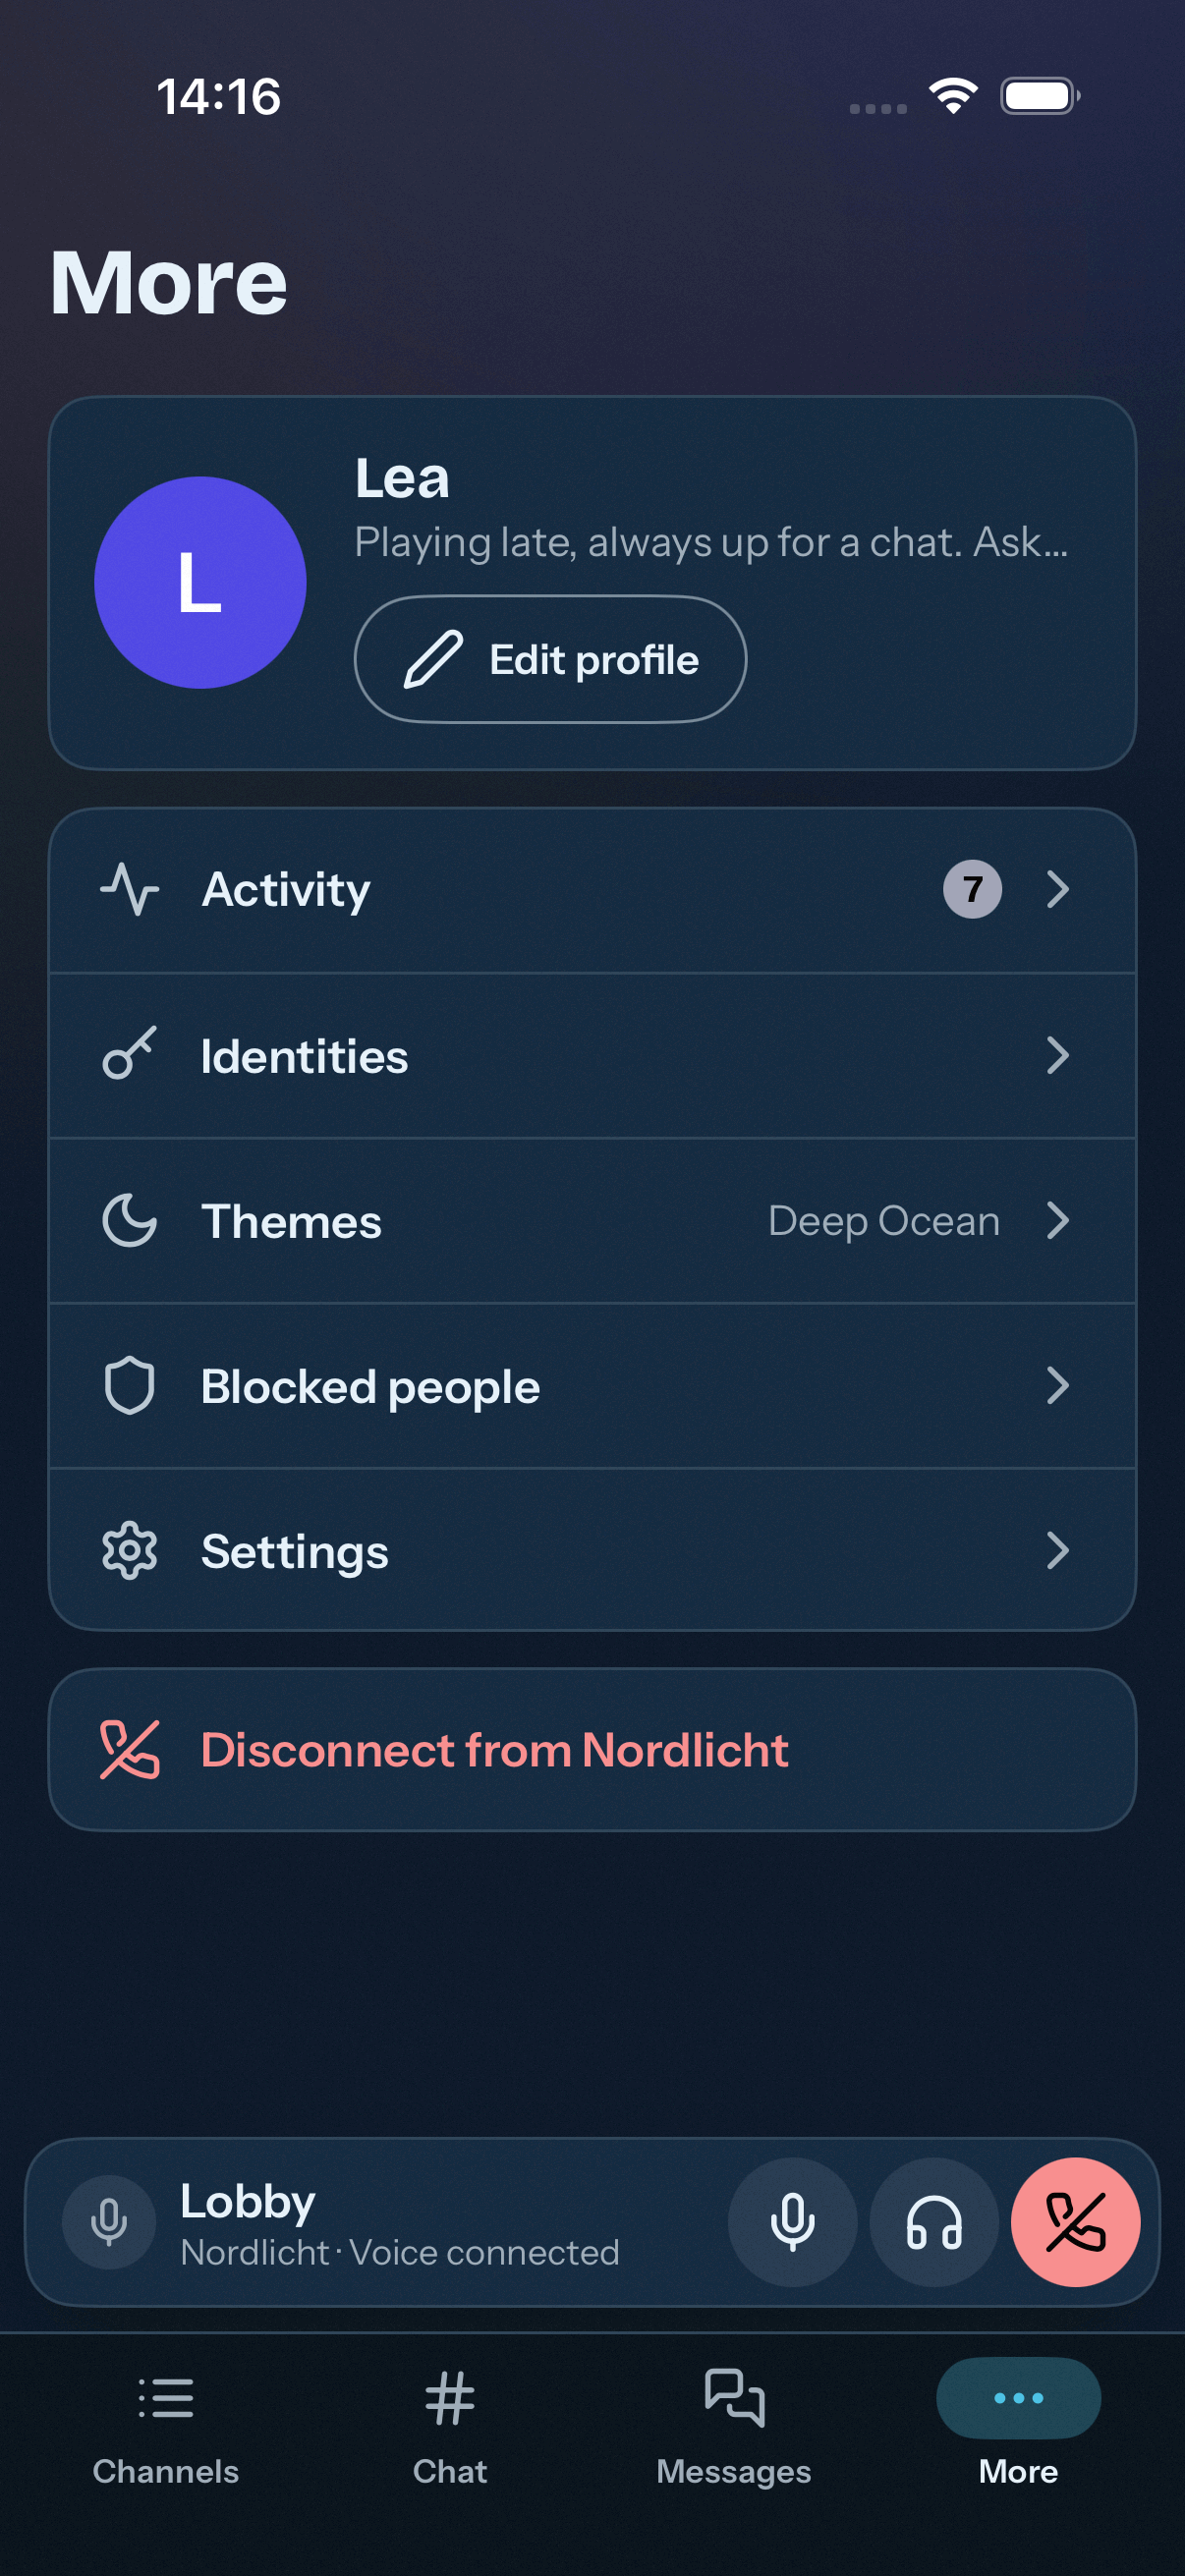 14:16
More
L
Lea
Playing late, always up for a chat. Ask...
Edit profile
Activity 7
Identities
Themes Deep Ocean
Blocked people
Settings
Disconnect from Nordlicht
Lobby
Nordlicht · Voice connected
Channels Chat Messages More